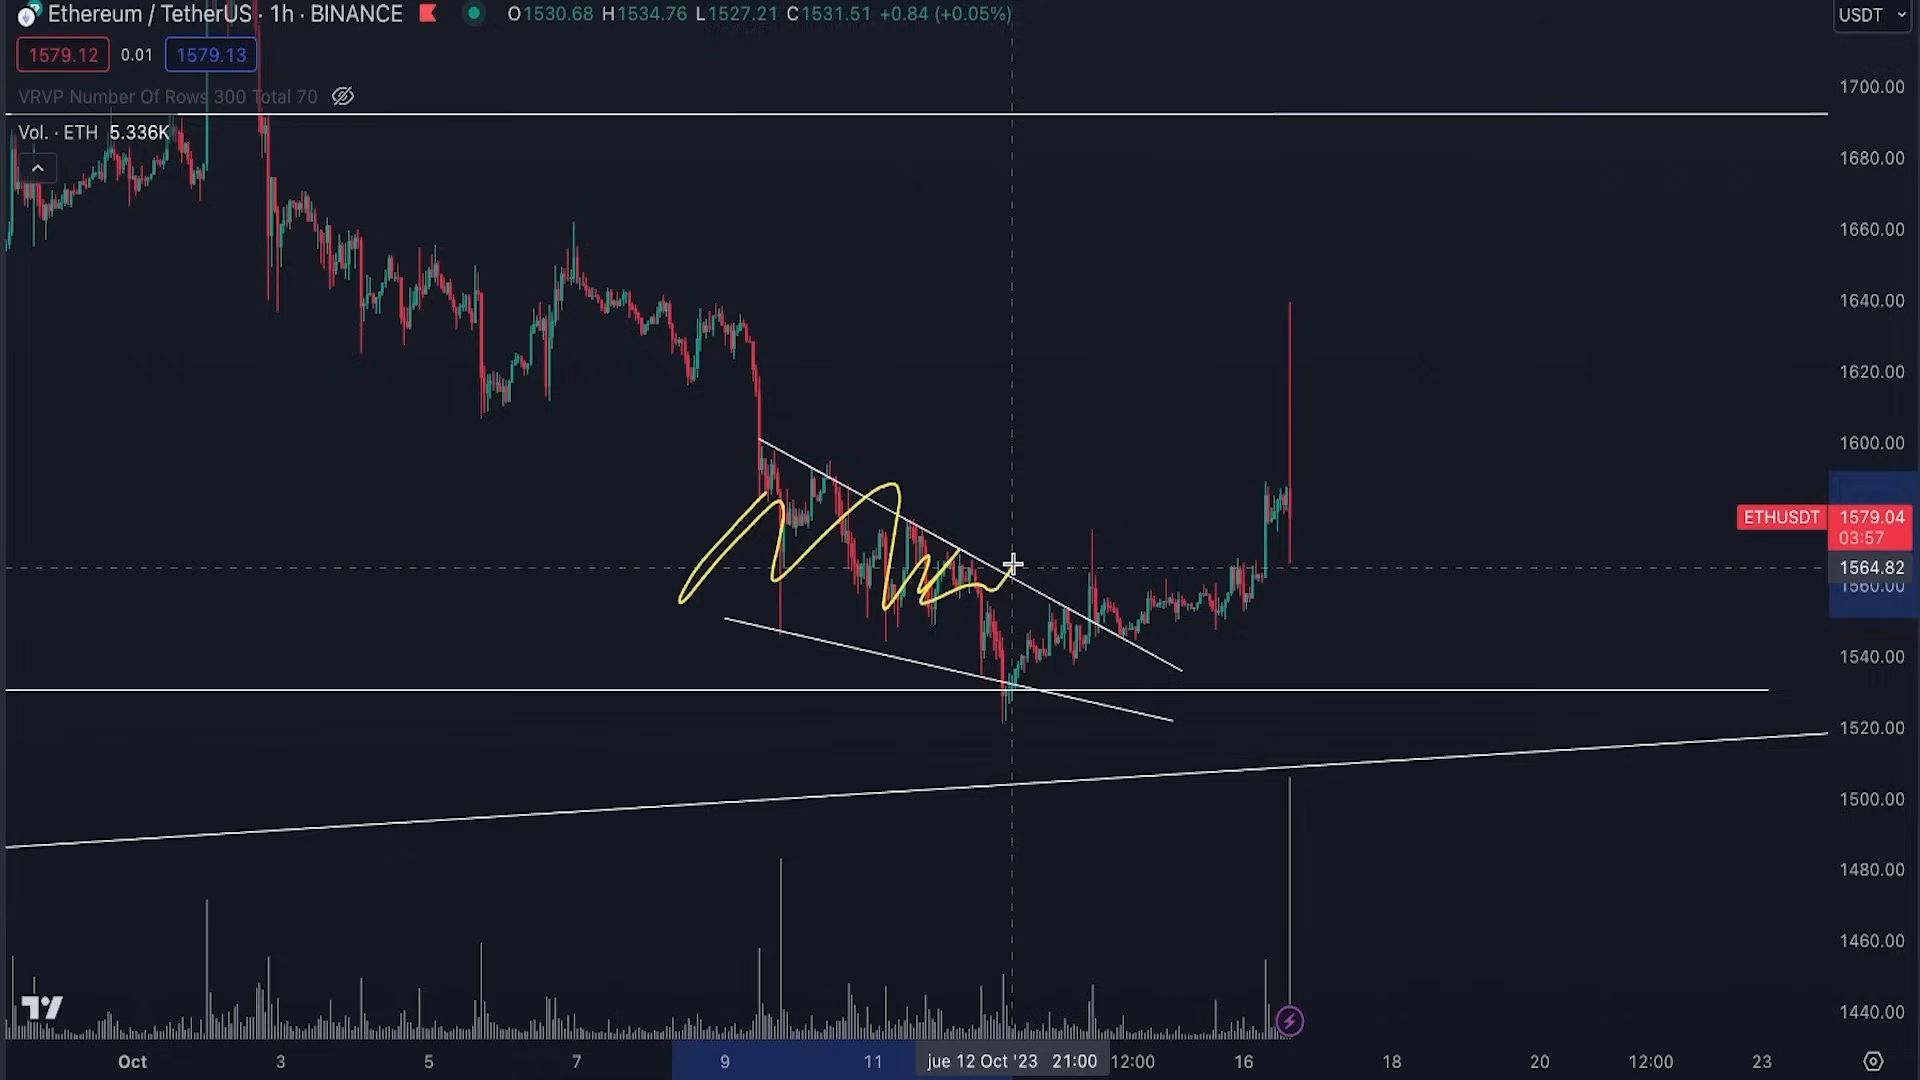 Ethereum / TetherUS · 1h · BINANCE O1530.68 H1534.76 L1527.21 C1531.51 +0.84 (+0.05%)
USDT
1579.12 0.01 1579.13
VRVP Number Of Rows 300 Total 70
Vol. · ETH 5.336K
1700.00
1680.00
1660.00
1640.00
1620.00
1600.00
ETHUSDT 1579.04
03:57
1564.82
1560.00
1540.00
1520.00
1500.00
1480.00
1460.00
1440.00
Oct 3 5 7 9 11 jue 12 Oct '23 21:00 12:00 16 18 20 12:00 23